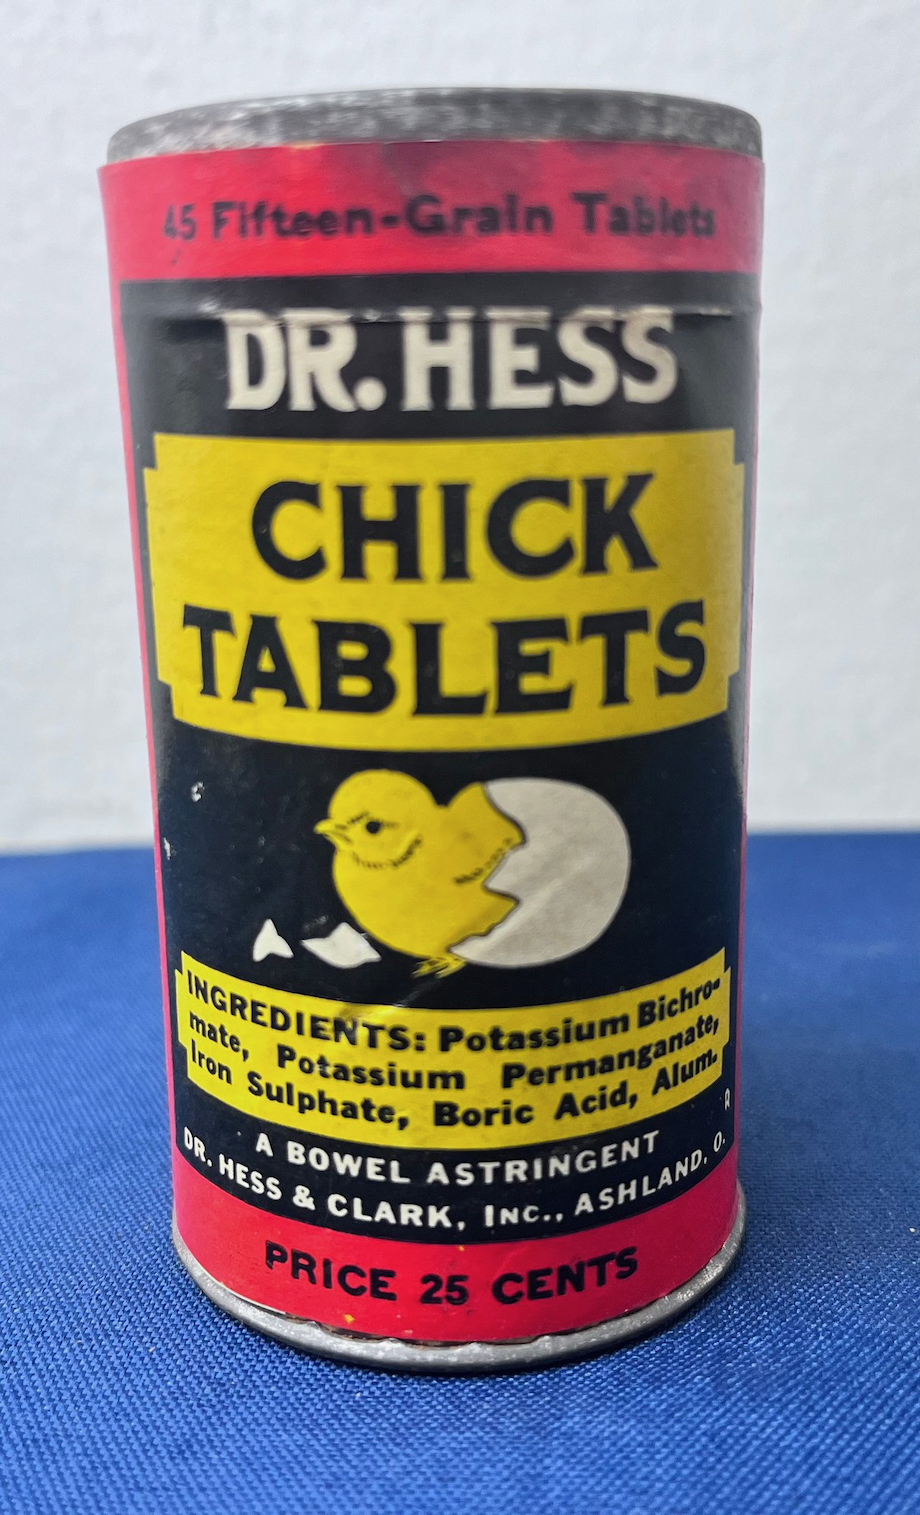 45 Fifteen-Grain Tablets
DR. HESS
CHICK
TABLETS
INGREDIENTS: Potassium Bichro-
mate, Potassium Permanganate,
Iron Sulphate, Boric Acid, Alum.
R
A BOWEL ASTRINGENT
DR. HESS & CLARK, INC., ASHLAND, O.
PRICE 25 CENTS